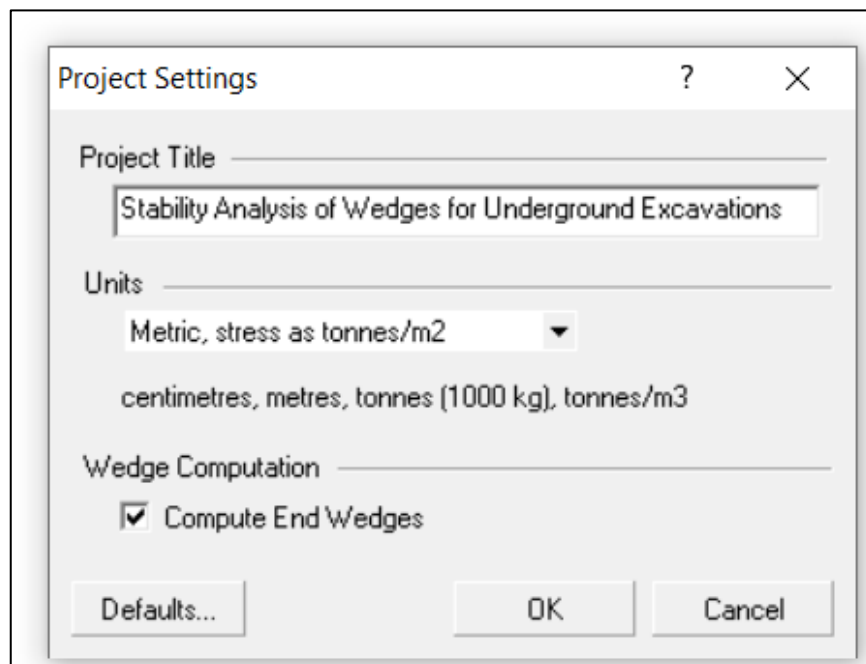 Project Settings ?
Project Title
Stability Analysis of Wedges for Underground Excavations
Units
Metric, stress as tonnes/m2
centimetres, metres, tonnes (1000 kg), tonnes/m3
Wedge Computation
Compute End Wedges
Defaults... OK Cancel